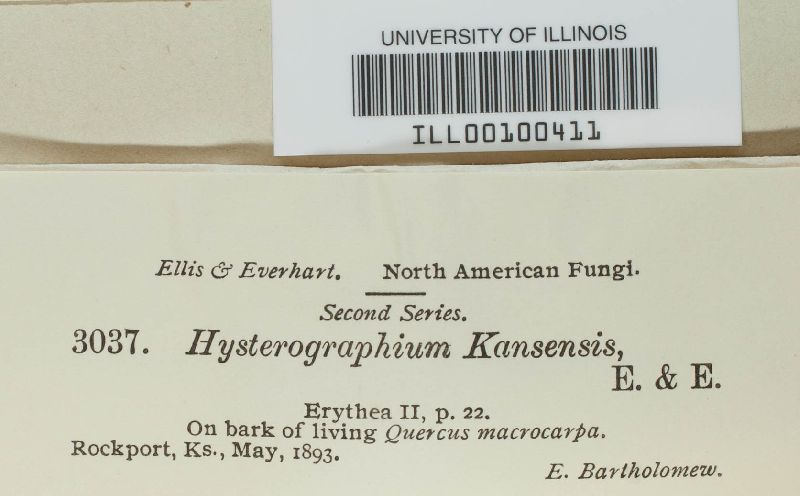 UNIVERSITY OF ILLINOIS
ILL00100411
Ellis & Everhart. North American Fungi.
Second Series.
3037. Hysterographium Kansensis,
E. & E.
Erythea II, p. 22.
On bark of living Quercus macrocarpa.
Rockport, Ks., May, 1893.
E. Bartholomew.